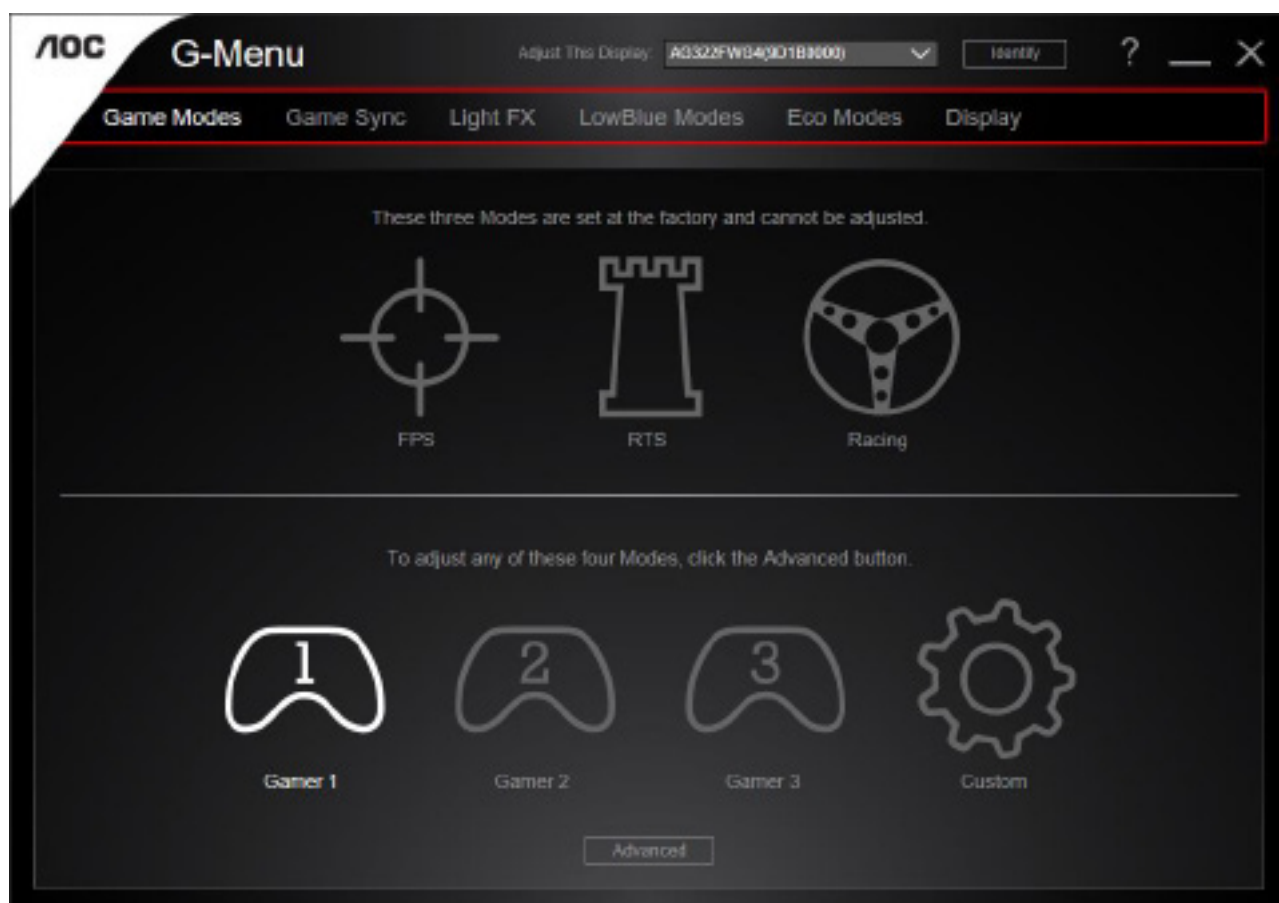 AOC
G-Menu
Adjust This Display:
Identify
?
Game Modes Game Sync Light FX LowBlue Modes Eco Modes Display
These three Modes are set at the factory and cannot be adjusted.
FPS RTS Racing
To adjust any of these four Modes, click the Advanced button.
1 2 3
Gamer 1 Gamer 2 Gamer 3 Custom
Advanced